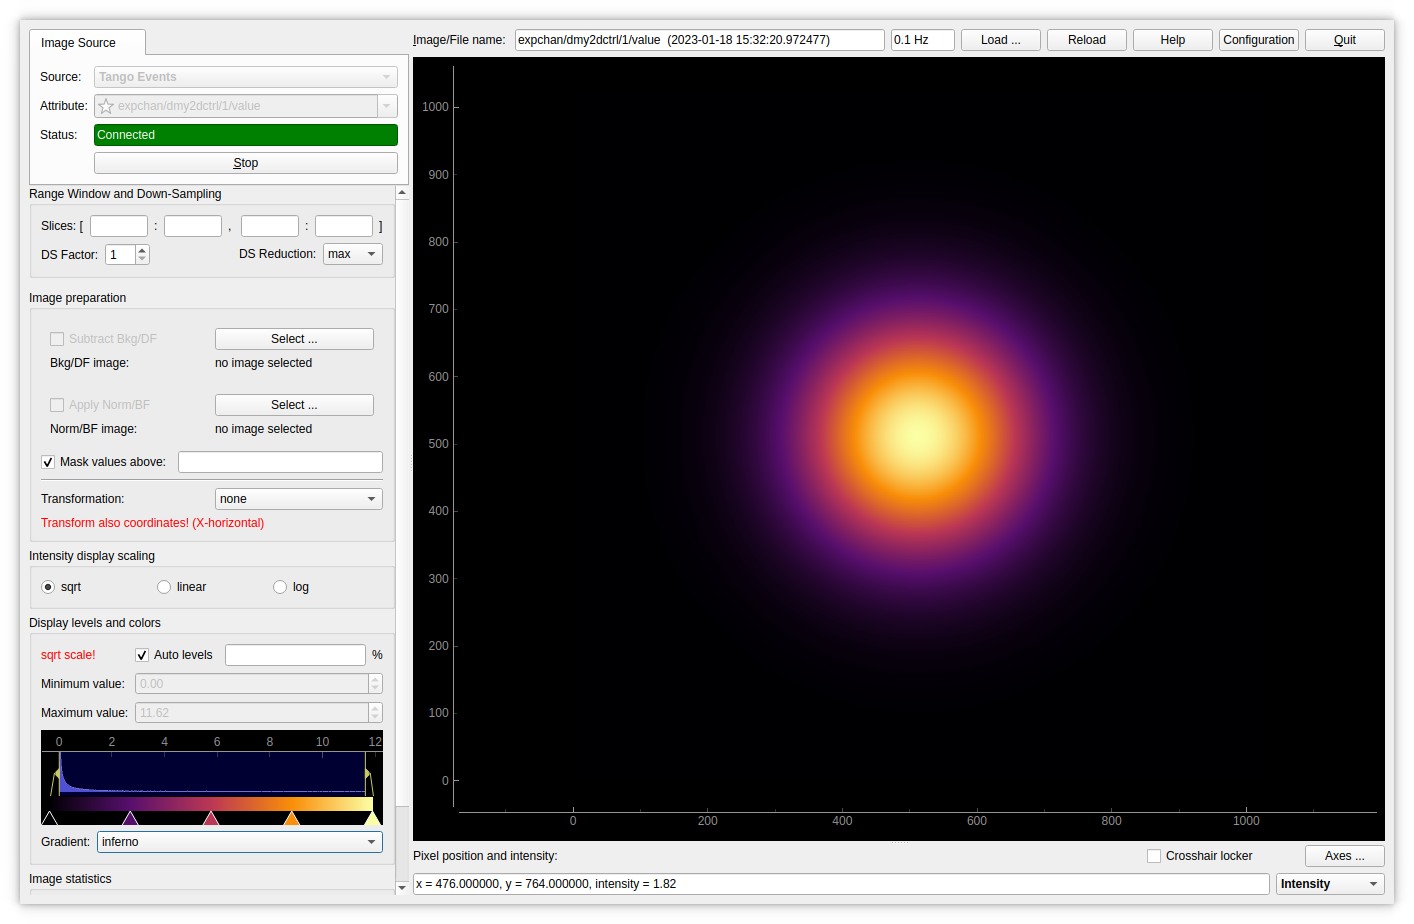 Image Source
Image/File name: expchan/dmy2dctrl/1/value (2023-01-18 15:32:20.972477) 0.1 Hz Load ... Reload Help Configuration Quit
Source: Tango Events
Attribute: expchan/dmy2dctrl/1/value
Status: Connected
Stop
Range Window and Down-Sampling
Slices: [ : , : ]
DS Factor: 1 DS Reduction: max
Image preparation
Subtract Bkg/DF Select ...
Bkg/DF image: no image selected
Apply Norm/BF Select ...
Norm/BF image: no image selected
Mask values above:
Transformation: none
Transform also coordinates! (X-horizontal)
Intensity display scaling
sqrt linear log
Display levels and colors
sqrt scale! Auto levels %
Minimum value: 0.00
Maximum value: 11.62
0 2 4 6 8 10 12
Gradient: inferno
Image statistics
1000
900
800
700
600
500
400
300
200
100
0
0 200 400 600 800 1000
Pixel position and intensity: Crosshair locker Axes ...
x = 476.000000, y = 764.000000, intensity = 1.82 Intensity